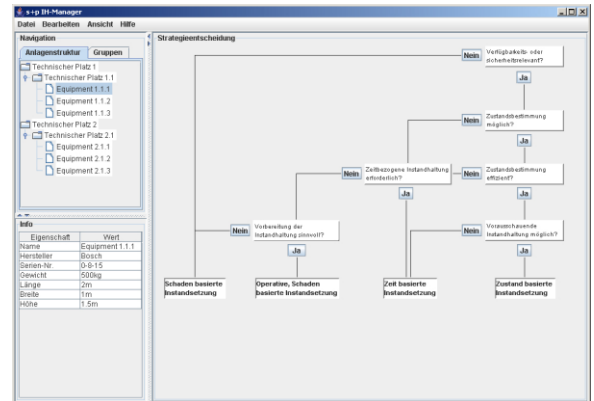 s+p IH-Manager
Datei Bearbeiten Ansicht Hilfe
Navigation
Anlagenstruktur Gruppen
Technischer Platz 1
Technischer Platz 1.1
Equipment 1.1.1
Equipment 1.1.2
Equipment 1.1.3
Technischer Platz 2
Technischer Platz 2.1
Equipment 2.1.1
Equipment 2.1.2
Equipment 2.1.3
Info
Eigenschaft Wert
Name Equipment 1.1.1
Hersteller Bosch
Serien-Nr. 0-8-15
Gewicht 500kg
Länge 2m
Breite 1m
Höhe 1.5m
Strategieentscheidung
Nein
Verfügbarkeits- oder
sicherheitsrelevant?
Ja
Nein
Zustandsbestimmung
möglich?
Ja
Nein
Zeitbezogene Instandhaltung
erforderlich?
Ja
Nein
Zustandsbestimmung
effizient?
Ja
Nein
Vorbereitung der
Instandhaltung sinnvoll?
Ja
Nein
Vorausschauende
Instandhaltung möglich?
Ja
Schaden basierte
Instandsetzung
Operative, Schaden
basierte Instandsetzung
Zeit basierte
Instandsetzung
Zustand basierte
Instandsetzung